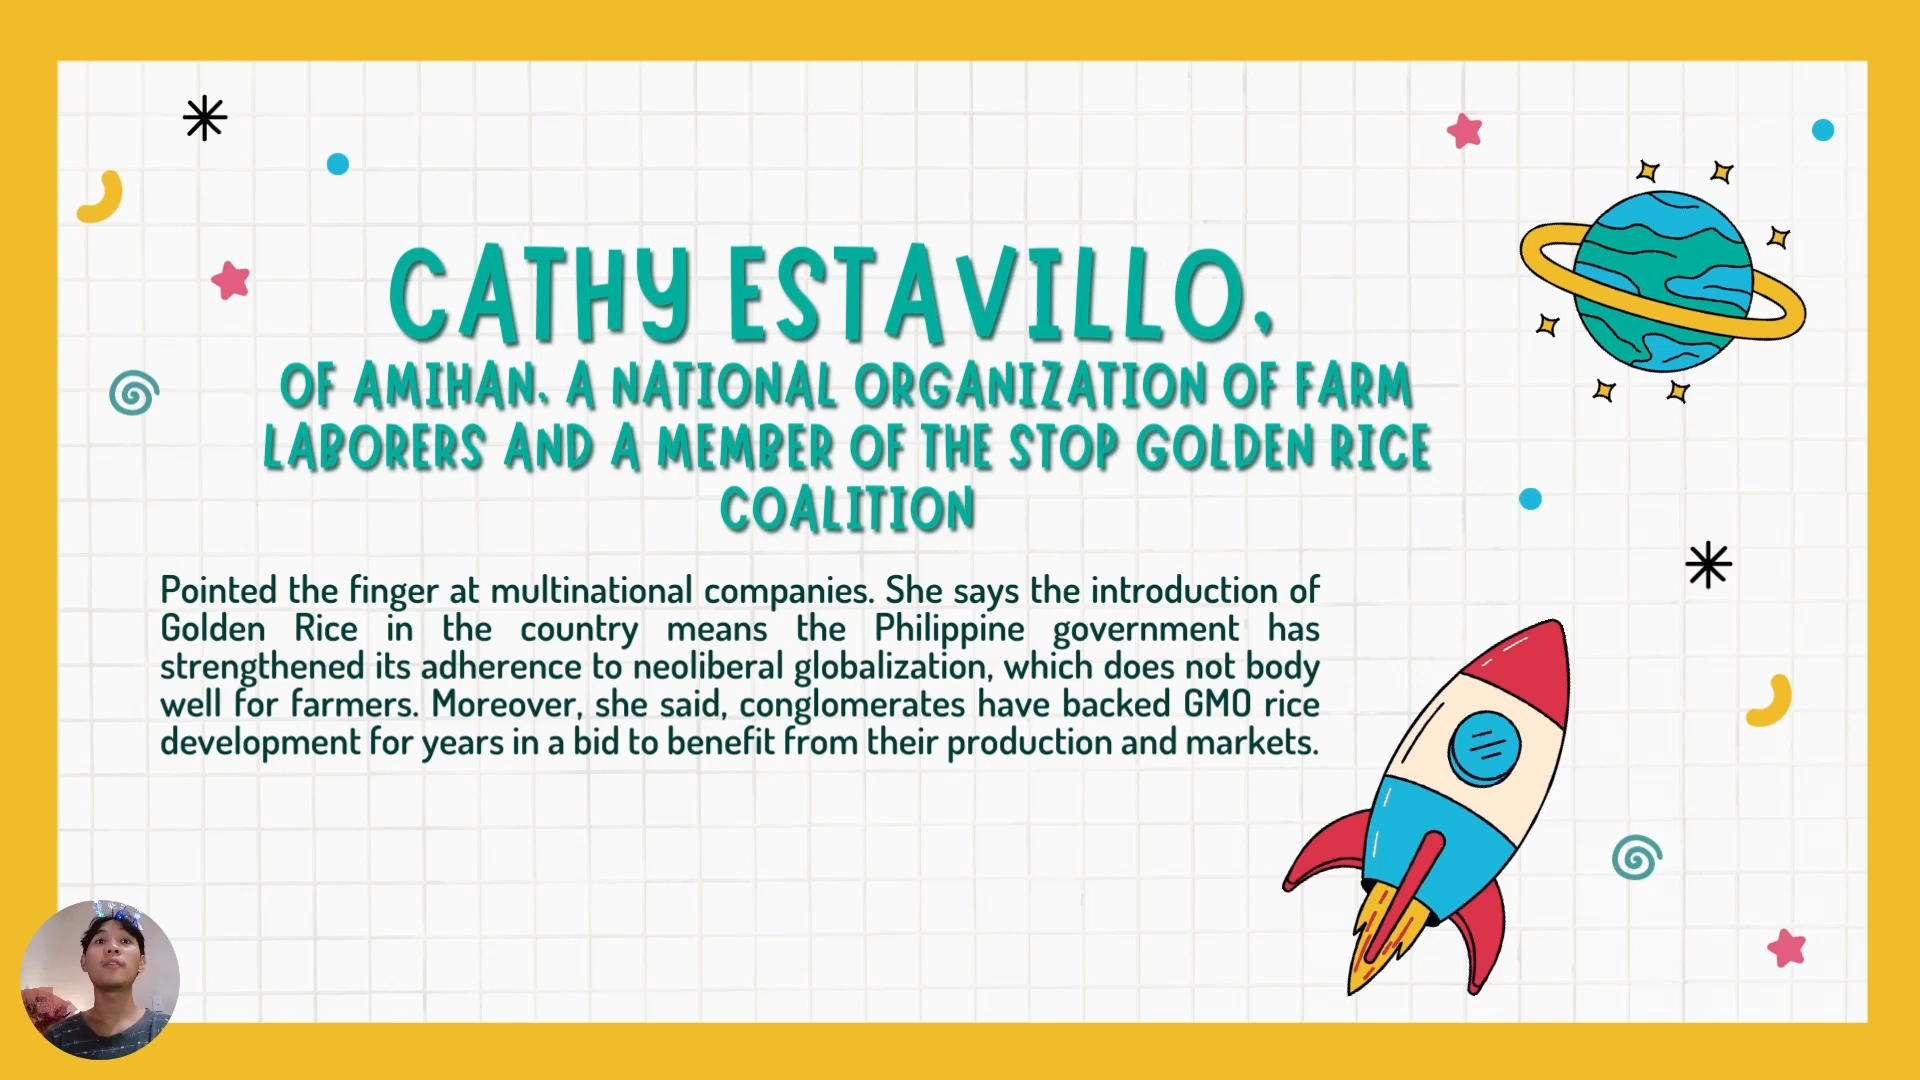 CATHY ESTAVILLO,
OF AMIHAN, A NATIONAL ORGANIZATION OF FARM
LABORERS AND A MEMBER OF THE STOP GOLDEN RICE
COALITION
Pointed the finger at multinational companies. She says the introduction of
Golden Rice in the country means the Philippine government has
strengthened its adherence to neoliberal globalization, which does not body
well for farmers. Moreover, she said, conglomerates have backed GMO rice
development for years in a bid to benefit from their production and markets.